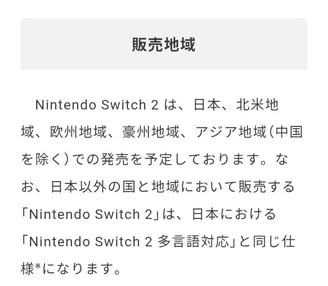 販売地域
Nintendo Switch 2 は、日本、北米地
域、欧州地域、豪州地域、アジア地域(中国
を除く)での発売を予定しております。な
お、日本以外の国と地域において販売する
「Nintendo Switch 2」は、日本における
「Nintendo Switch 2 多言語対応」と同じ仕
様※になります。